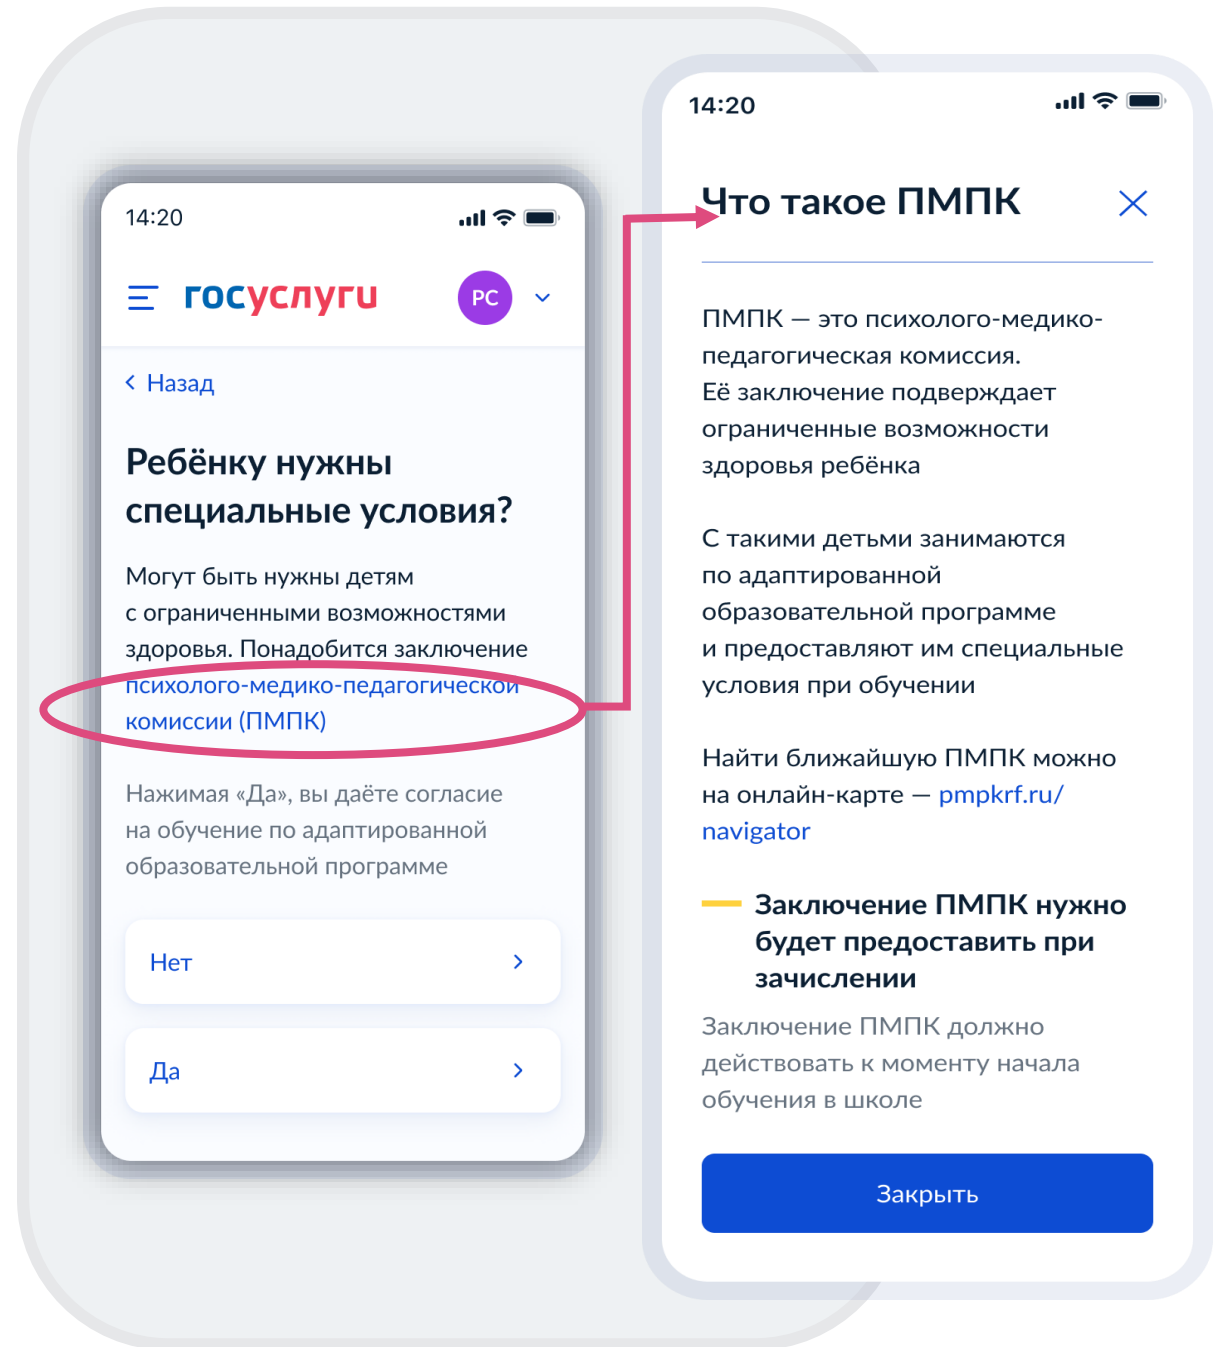 14:20
госуслуги
РС
Назад
Ребёнку нужны
специальные условия?
Могут быть нужны детям
с ограниченными возможностями
здоровья. Понадобится заключение
психолого-медико-педагогической
комиссии (ПМПК)
Нажимая «Да», вы даёте согласие
на обучение по адаптированной
образовательной программе
Нет
Да
14:20
Что такое ПМПК
ПМПК — это психолого-медико-
педагогическая комиссия.
Её заключение подтверждает
ограниченные возможности
здоровья ребёнка
С такими детьми занимаются
по адаптированной
образовательной программе
и предоставляют им специальные
условия при обучении
Найти ближайшую ПМПК можно
на онлайн-карте — pmpkrf.ru/
navigator
Заключение ПМПК нужно
будет предоставить при
зачислении
Заключение ПМПК должно
действовать к моменту начала
обучения в школе
Закрыть